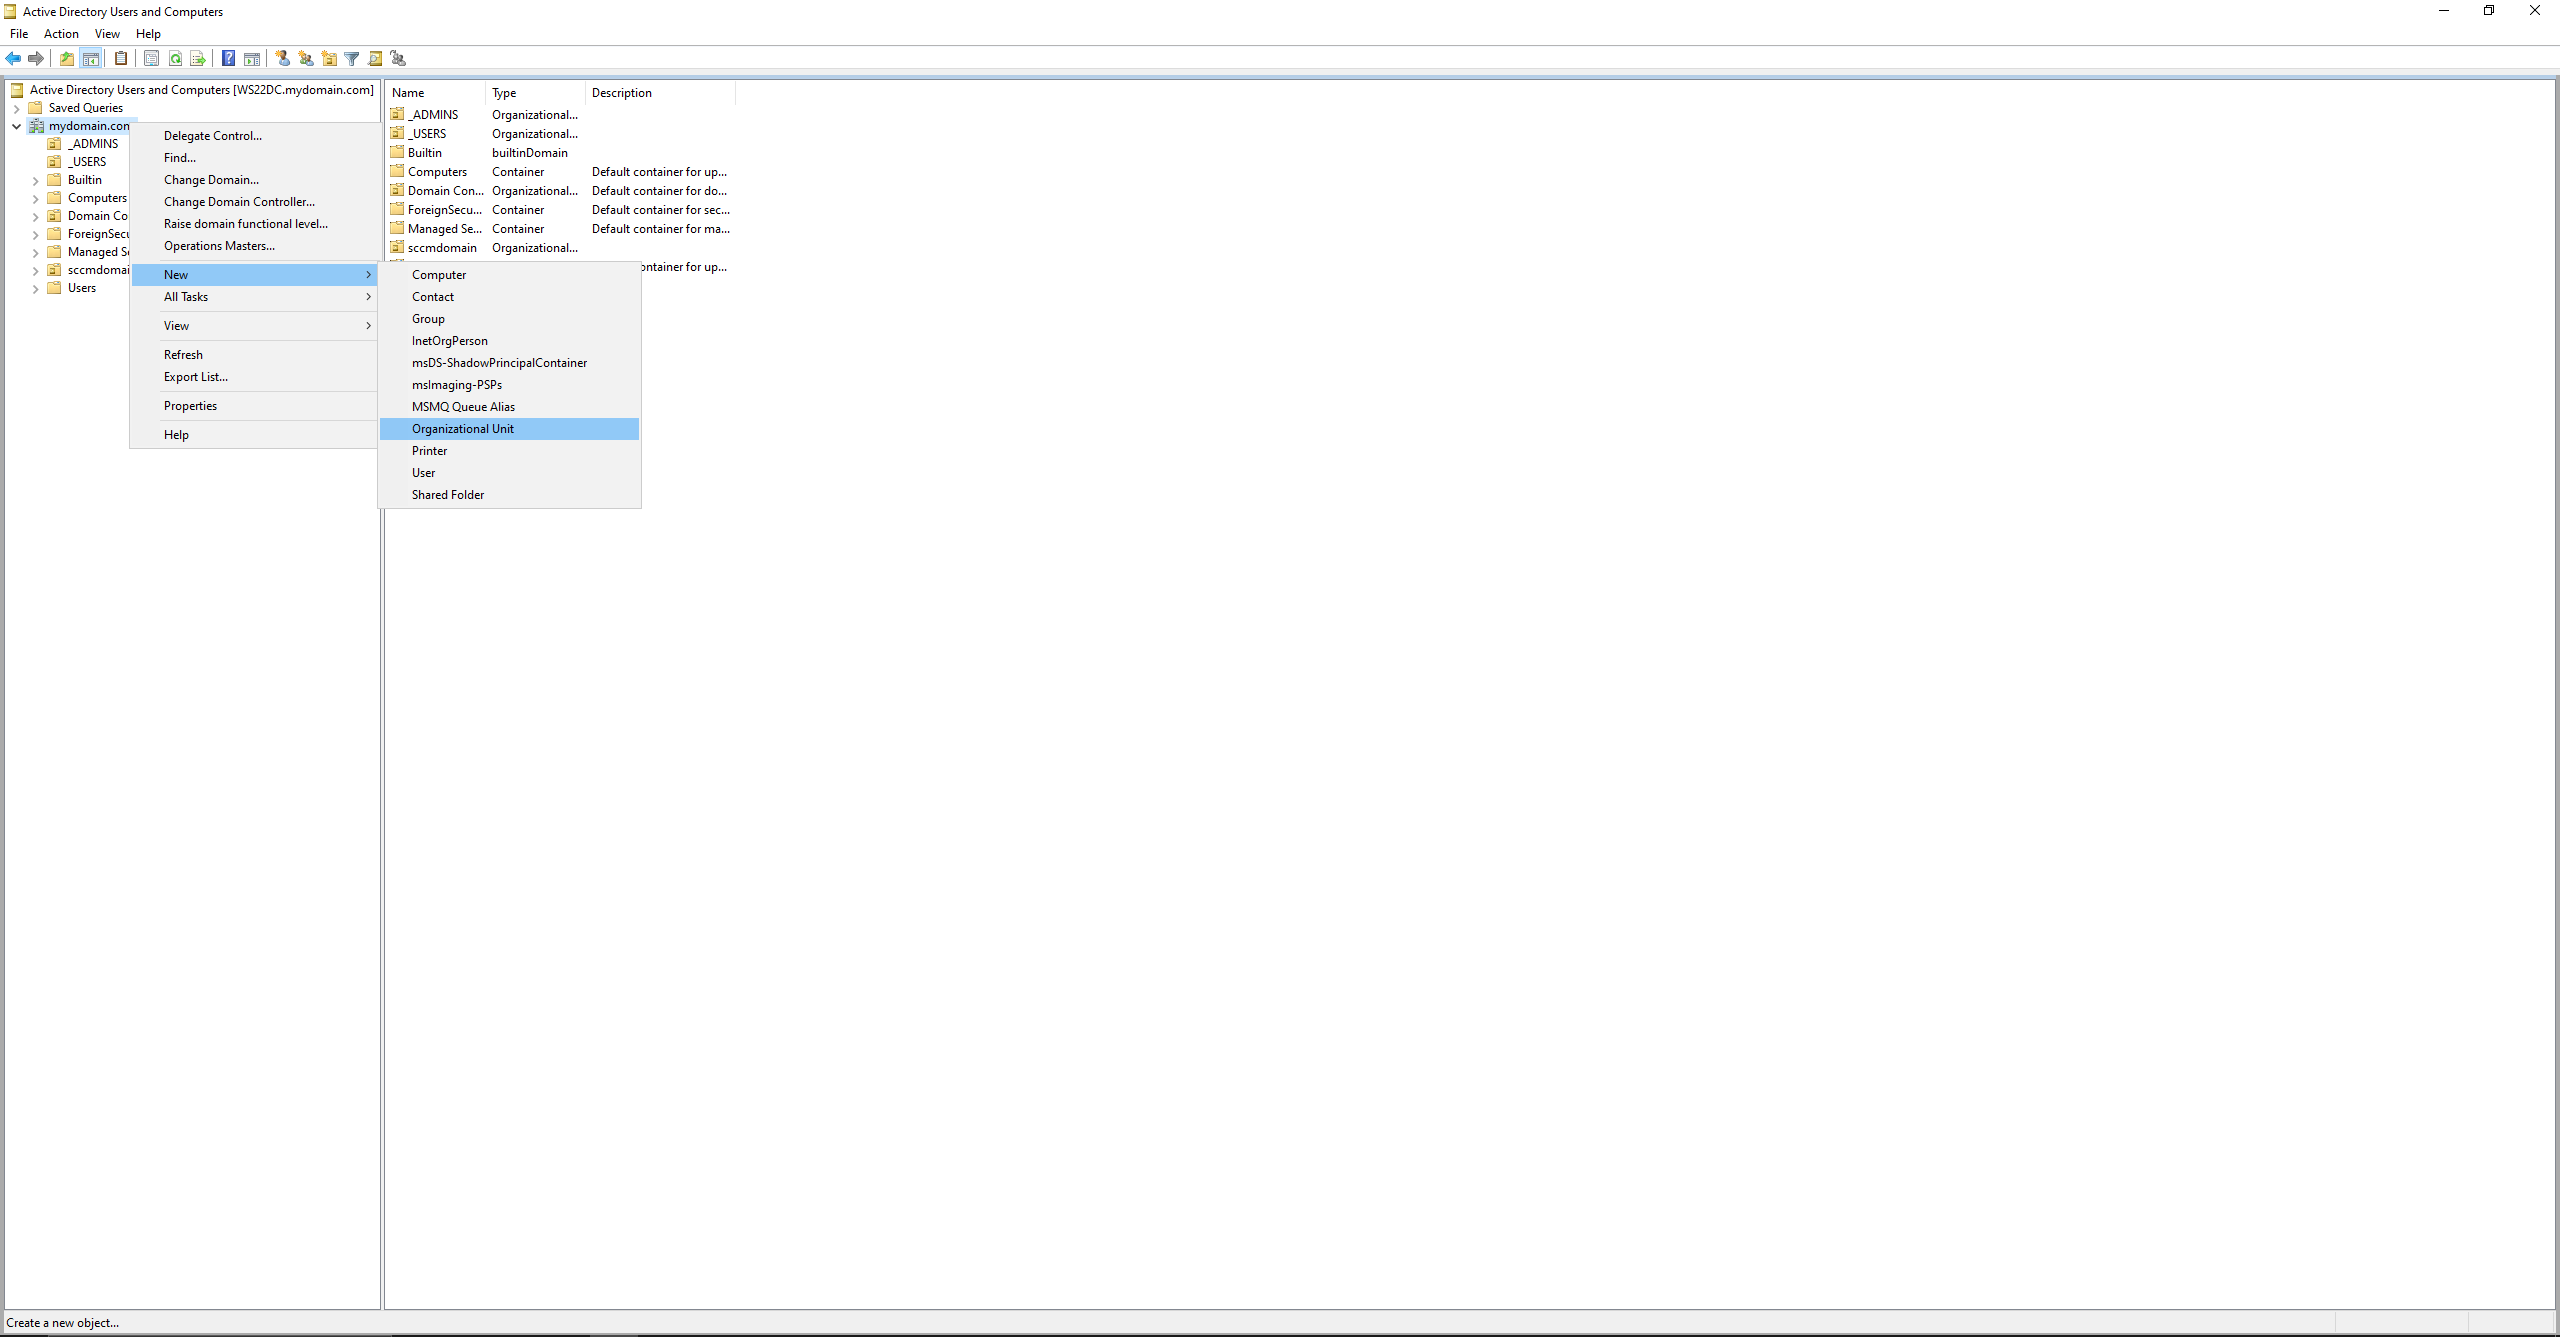 Active Directory Users and Computers
File Action View Help
Active Directory Users and Computers [WS22DC.mydomain.com]
Saved Queries
mydomain.com
_ADMINS
_USERS
Builtin
Computers
Domain Co
ForeignSecu
Managed Se
sccmdomai
Users
Delegate Control...
Find...
Change Domain...
Change Domain Controller...
Raise domain functional level...
Operations Masters...
New
All Tasks
View
Refresh
Export List...
Properties
Help
Computer
Contact
Group
InetOrgPerson
msDS-ShadowPrincipalContainer
msImaging-PSPs
MSMQ Queue Alias
Organizational Unit
Printer
User
Shared Folder
Name Type Description
_ADMINS Organizational...
_USERS Organizational...
Builtin builtinDomain
Computers Container Default container for up...
Domain Con... Organizational... Default container for do...
ForeignSecu... Container Default container for sec...
Managed Se... Container Default container for ma...
sccmdomain Organizational...
ontainer for up...
Create a new object...